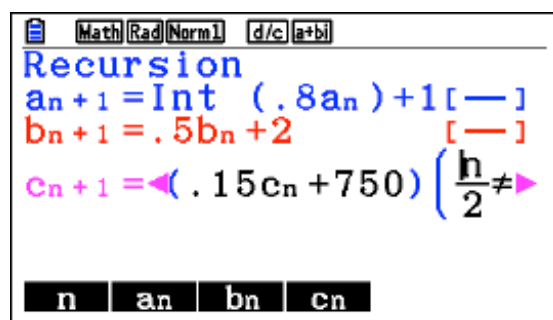 Math Rad Norm1 d/c a+bi
Recursion
an+1=Int (.8an)+1[—]
bn+1=.5bn+2 [—]
cn+1=◀(.15cn+750)(n/2≠▶
n an bn cn